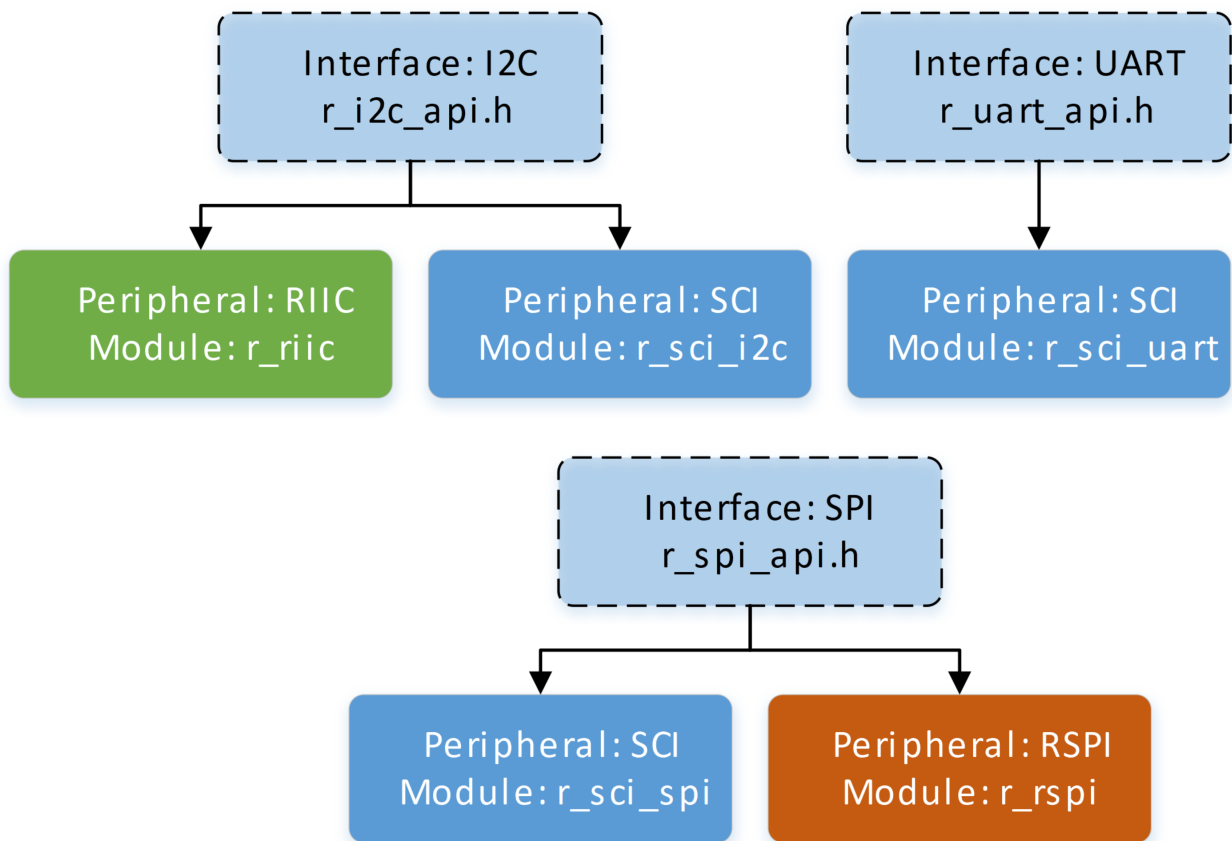 Interface: I2C
r_i2c_api.h
Interface: UART
r_uart_api.h
Peripheral: RIIC
Module: r_riic
Peripheral: SCI
Module: r_sci_i2c
Peripheral: SCI
Module: r_sci_uart
Interface: SPI
r_spi_api.h
Peripheral: SCI
Module: r_sci_spi
Peripheral: RSPI
Module: r_rspi